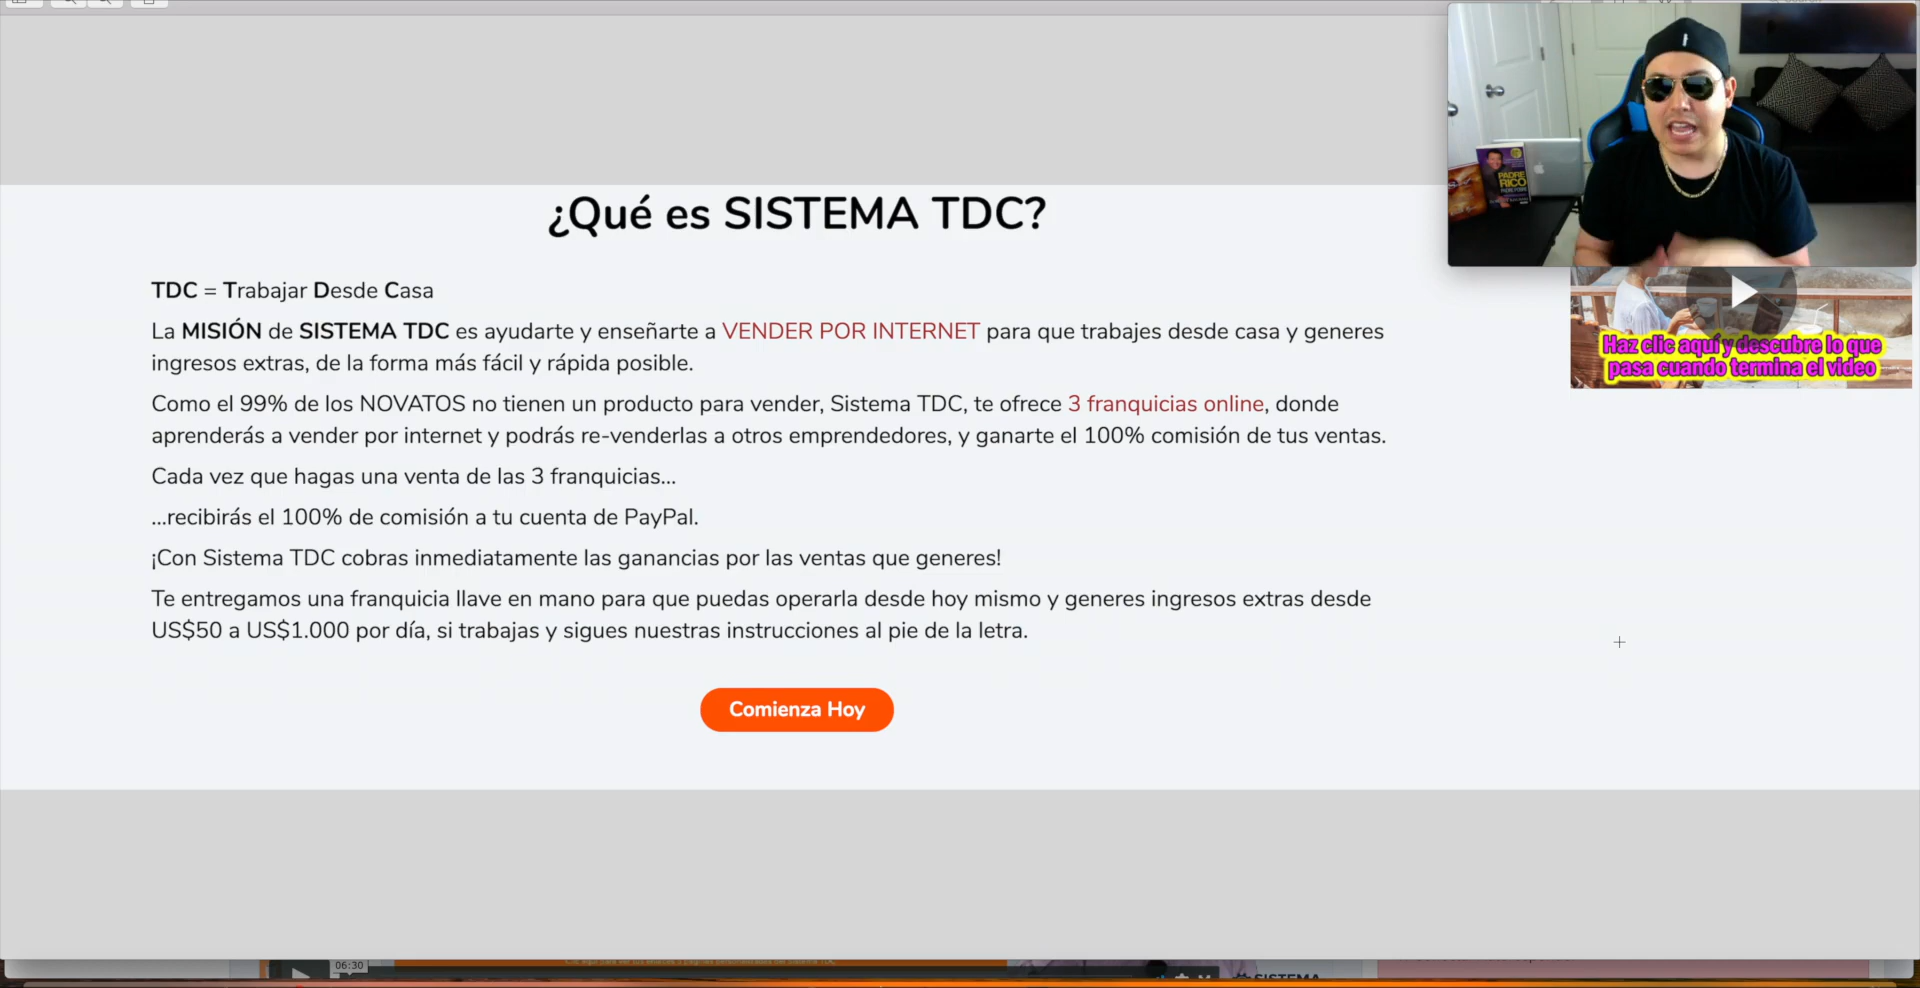 ¿Qué es SISTEMA TDC?
TDC = Trabajar Desde Casa
La MISIÓN de SISTEMA TDC es ayudarte y enseñarte a VENDER POR INTERNET para que trabajes desde casa y generes
ingresos extras, de la forma más fácil y rápida posible.
Como el 99% de los NOVATOS no tienen un producto para vender, Sistema TDC, te ofrece 3 franquicias online, donde
aprenderás a vender por internet y podrás re-venderlas a otros emprendedores, y ganarte el 100% comisión de tus ventas.
Cada vez que hagas una venta de las 3 franquicias...
...recibirás el 100% de comisión a tu cuenta de PayPal.
¡Con Sistema TDC cobras inmediatamente las ganancias por las ventas que generes!
Te entregamos una franquicia llave en mano para que puedas operarla desde hoy mismo y generes ingresos extras desde
US$50 a US$1.000 por día, si trabajas y sigues nuestras instrucciones al pie de la letra.
Comienza Hoy
PADRE
RICO
Haz clic aquí y descubre lo que
pasa cuando termina el video
06:30
SISTEMA